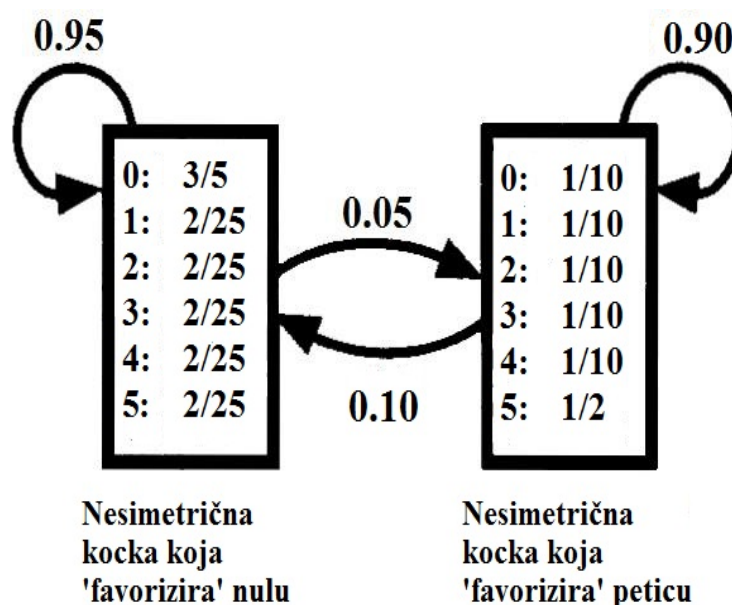 0.95
0.90
0: 3/5
1: 2/25
2: 2/25
3: 2/25
4: 2/25
5: 2/25
0.05
0.10
0: 1/10
1: 1/10
2: 1/10
3: 1/10
4: 1/10
5: 1/2
Nesimetrična
kocka koja
'favorizira' nulu
Nesimetrična
kocka koja
'favorizira' peticu